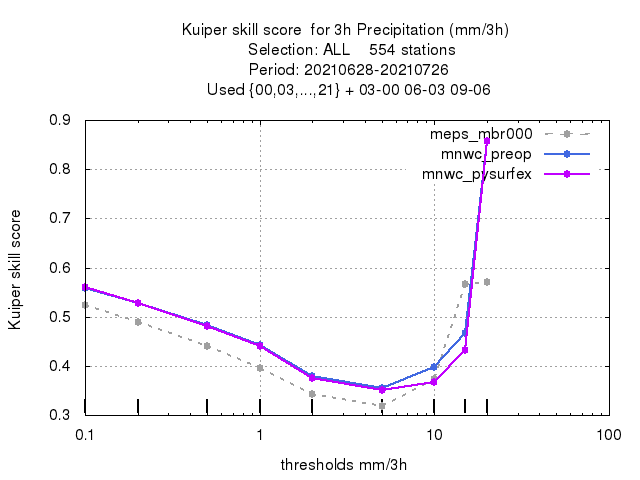 Kuiper skill score  for 3h Precipitation (mm/3h)
Selection: ALL    554 stations
Period: 20210628-20210726
Used {00,03,...,21} + 03-00 06-03 09-06
meps_mbr000
mnwc_preop
mnwc_pysurfex
0.9
0.8
0.7
0.6
0.5
0.4
0.3
Kuiper skill score
0.1 1 10 100
thresholds mm/3h